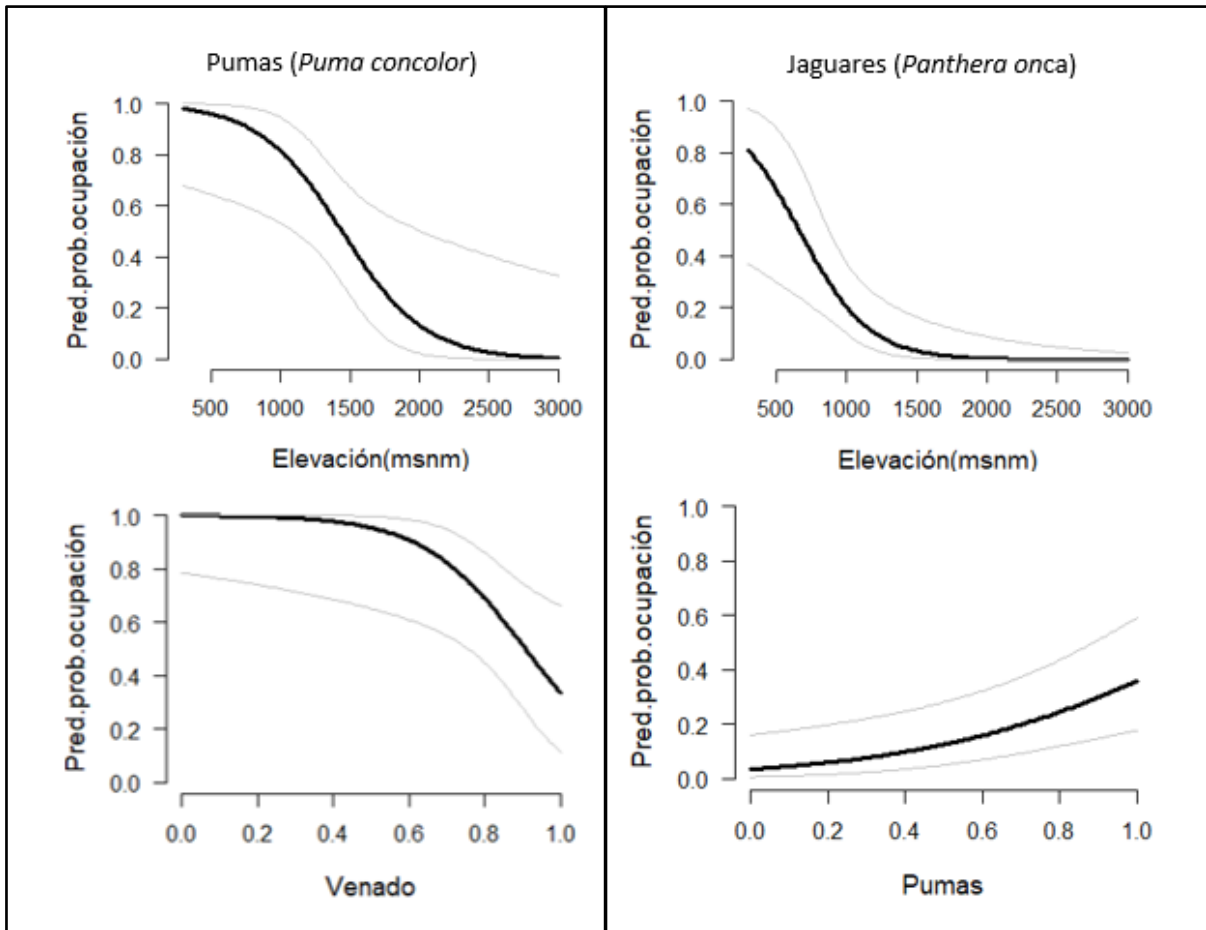 Pumas (Puma concolor)
Pred.prob.ocupación
1.0
0.8
0.6
0.4
0.2
0.0
500 1000 1500 2000 2500 3000
Elevación(msnm)
Jaguares (Panthera onca)
Pred.prob.ocupación
1.0
0.8
0.6
0.4
0.2
0.0
500 1000 1500 2000 2500 3000
Elevación(msnm)
Pred.prob.ocupación
1.0
0.8
0.6
0.4
0.2
0.0
0.0 0.2 0.4 0.6 0.8 1.0
Venado
Pred.prob.ocupación
1.0
0.8
0.6
0.4
0.2
0.0
0.0 0.2 0.4 0.6 0.8 1.0
Pumas